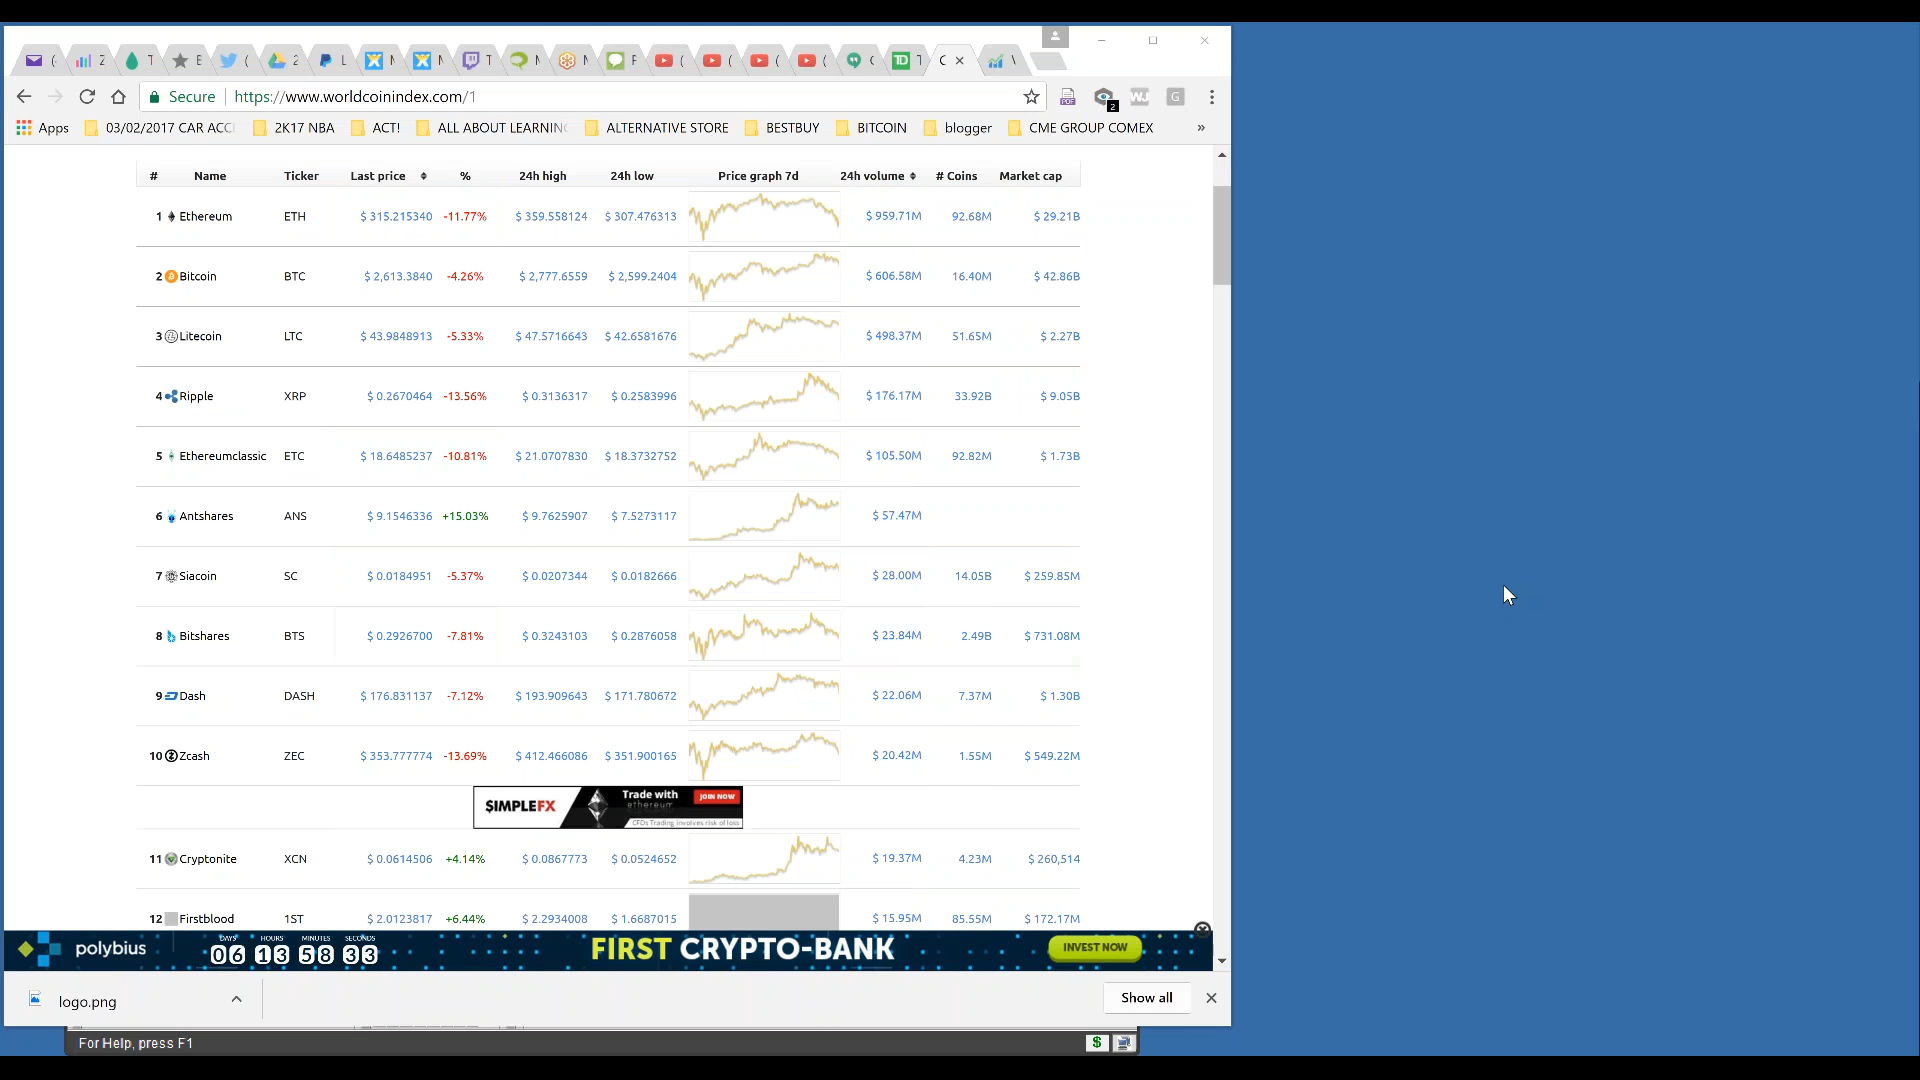 ( Z T E ( 2 L M M T M M F ( ( ( ( C T C V
Secure https://www.worldcoinindex.com/1 PDF 2 WJ G
Apps 03/02/2017 CAR ACC 2K17 NBA ACT! ALL ABOUT LEARNING ALTERNATIVE STORE BESTBUY BITCOIN blogger CME GROUP COMEX »
# Name Ticker Last price % 24h high 24h low Price graph 7d 24h volume # Coins Market cap
1 Ethereum ETH $ 315.215340 -11.77% $ 359.558124 $ 307.476313 $ 959.71M 92.68M $ 29.21B
2 Bitcoin BTC $ 2,613.3840 -4.26% $ 2,777.6559 $ 2,599.2404 $ 606.58M 16.40M $ 42.86B
3 Litecoin LTC $ 43.9848913 -5.33% $ 47.5716643 $ 42.6581676 $ 498.37M 51.65M $ 2.27B
4 Ripple XRP $ 0.2670464 -13.56% $ 0.3136317 $ 0.2583996 $ 176.17M 33.92B $ 9.05B
5 Ethereumclassic ETC $ 18.6485237 -10.81% $ 21.0707830 $ 18.3732752 $ 105.50M 92.82M $ 1.73B
6 Antshares ANS $ 9.1546336 +15.03% $ 9.7625907 $ 7.5273117 $ 57.47M
7 Siacoin SC $ 0.0184951 -5.37% $ 0.0207344 $ 0.0182666 $ 28.00M 14.05B $ 259.85M
8 Bitshares BTS $ 0.2926700 -7.81% $ 0.3243103 $ 0.2876058 $ 23.84M 2.49B $ 731.08M
9 Dash DASH $ 176.831137 -7.12% $ 193.909643 $ 171.780672 $ 22.06M 7.37M $ 1.30B
10 Zcash ZEC $ 353.777774 -13.69% $ 412.466086 $ 351.900165 $ 20.42M 1.55M $ 549.22M
$IMPLEFX Trade with ethereum JOIN NOW
CFDs Trading involves risk of loss
11 Cryptonite XCN $ 0.0614506 +4.14% $ 0.0867773 $ 0.0524652 $ 19.37M 4.23M $ 260,514
12 Firstblood 1ST $ 2.0123817 +6.44% $ 2.2934008 $ 1.6687015 $ 15.95M 85.55M $ 172.17M
DAYS HOURS MINUTES SECONDS
polybius 06 13 58 33 FIRST CRYPTO-BANK INVEST NOW
logo.png Show all
For Help, press F1 $